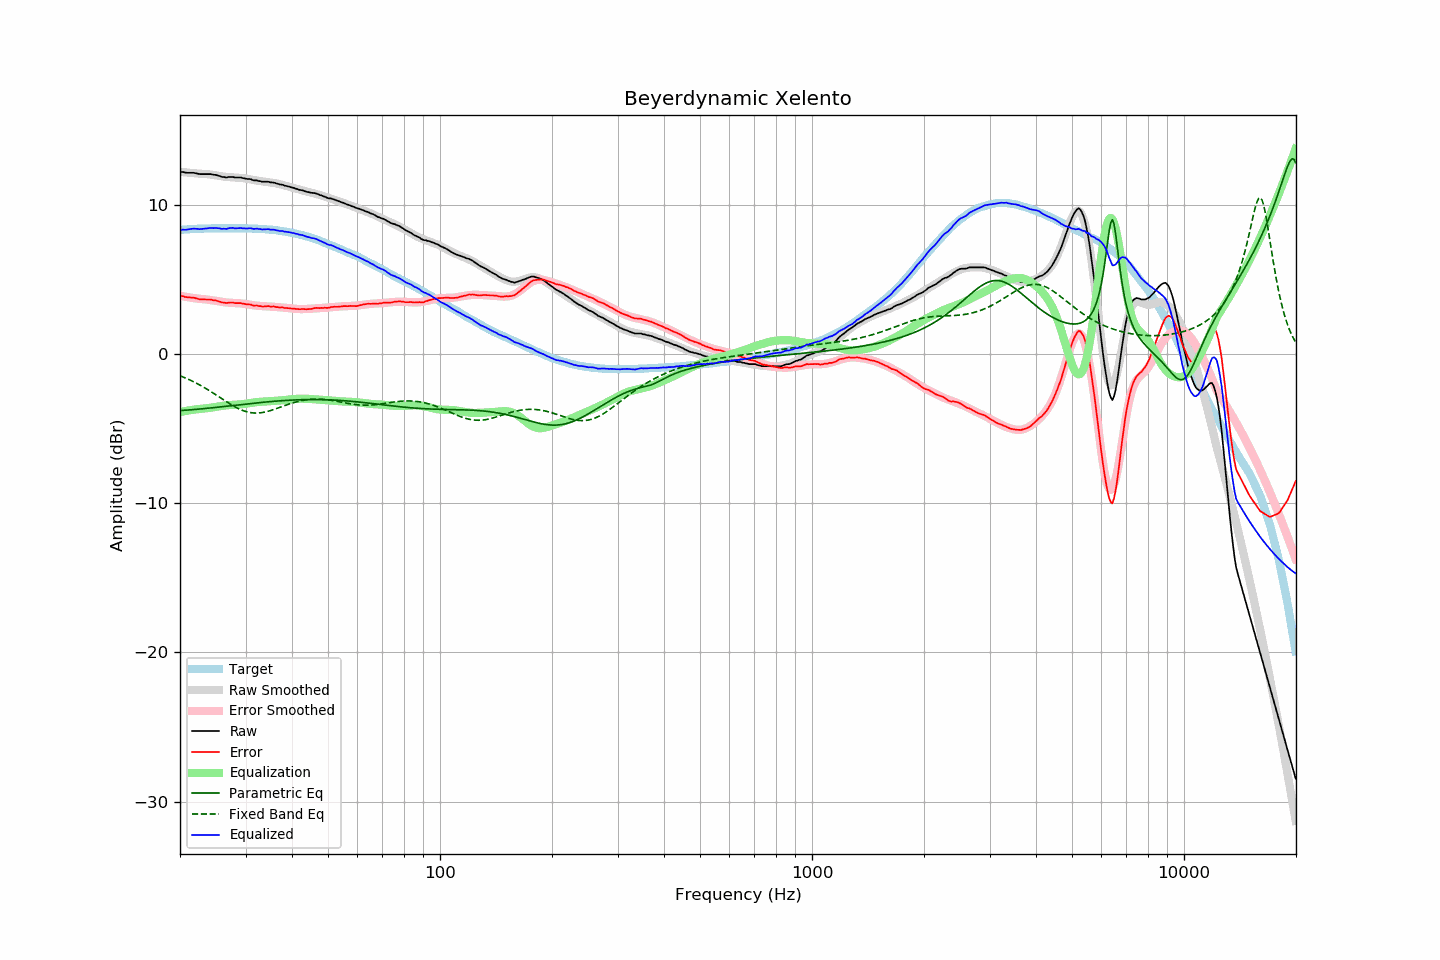 Beyerdynamic Xelento
10
0
−10
−20
−30
Amplitude (dBr)
Target
Raw Smoothed
Error Smoothed
Raw
Error
Equalization
Parametric Eq
Fixed Band Eq
Equalized
100 1000 10000
Frequency (Hz)